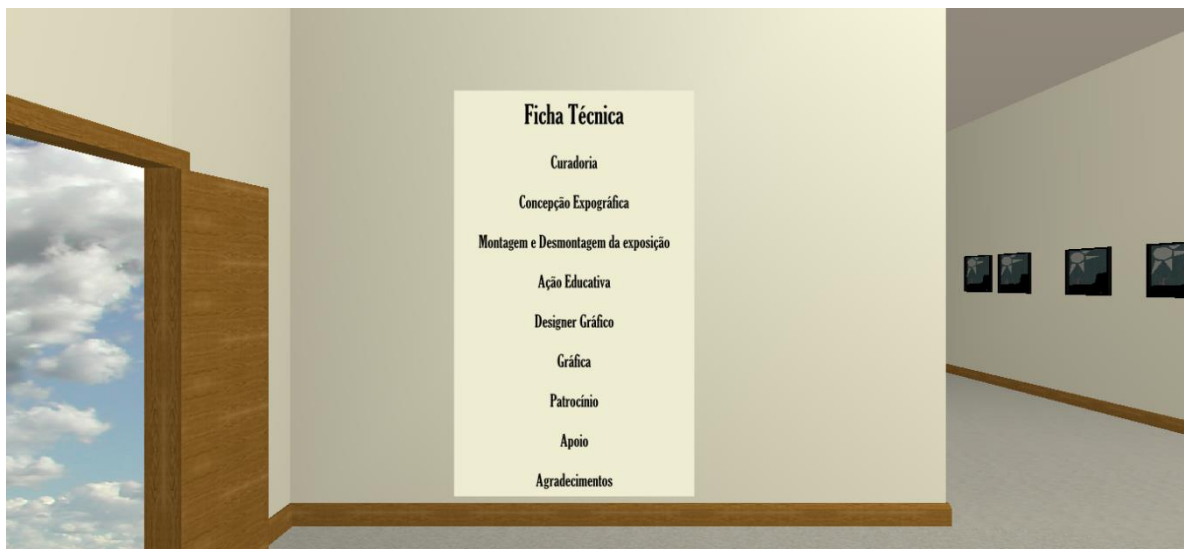 Ficha Técnica
Curadoria
Concepção Expográfica
Montagem e Desmontagem da exposição
Ação Educativa
Designer Gráfico
Gráfica
Patrocínio
Apoio
Agradecimentos